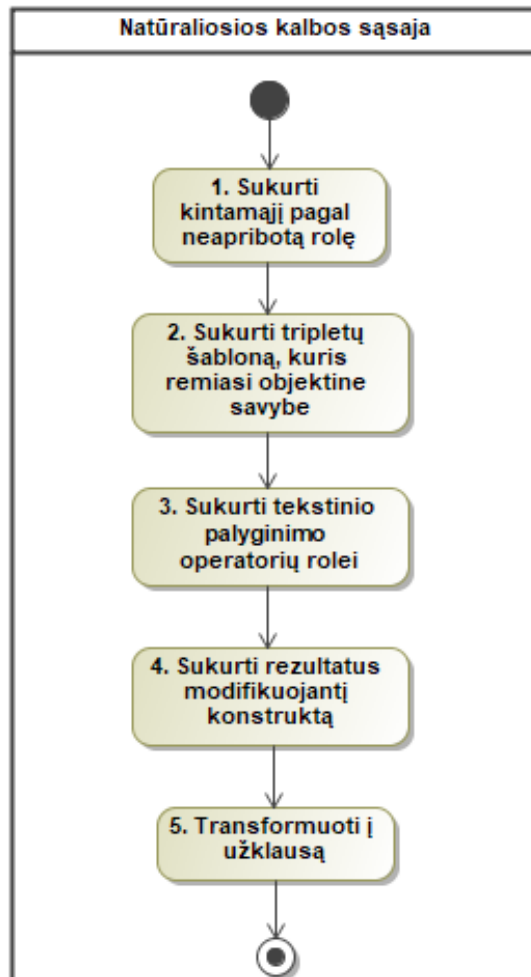 Natūraliosios kalbos sąsaja
1. Sukurti
kintamąjį pagal
neapribotą rolę
2. Sukurti tripletų
šabloną, kuris
remiasi objektine
savybe
3. Sukurti tekstinio
palyginimo
operatorių rolei
4. Sukurti rezultatus
modifikuojantį
konstruktą
5. Transformuoti į
užklausą